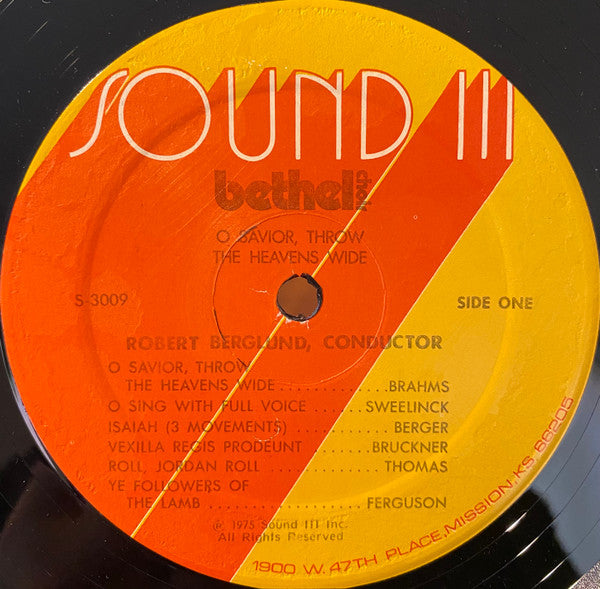 SOUND III
bethel choir
O SAVIOR, THROW
THE HEAVENS WIDE
S-3009
SIDE ONE
ROBERT BERGLUND, CONDUCTOR
O SAVIOR, THROW
THE HEAVENS WIDE.............BRAHMS
O SING WITH FULL VOICE......SWEELINCK
ISAIAH (3 MOVEMENTS)...........BERGER
VEXILLA REGIS PRODEUNT......BRUCKNER
ROLL, JORDAN ROLL..............THOMAS
YE FOLLOWERS OF
THE LAMB....................FERGUSON
℗ 1975 Sound III Inc.
All Rights Reserved
1900 W. 47TH PLACE, MISSION, KS. 66205